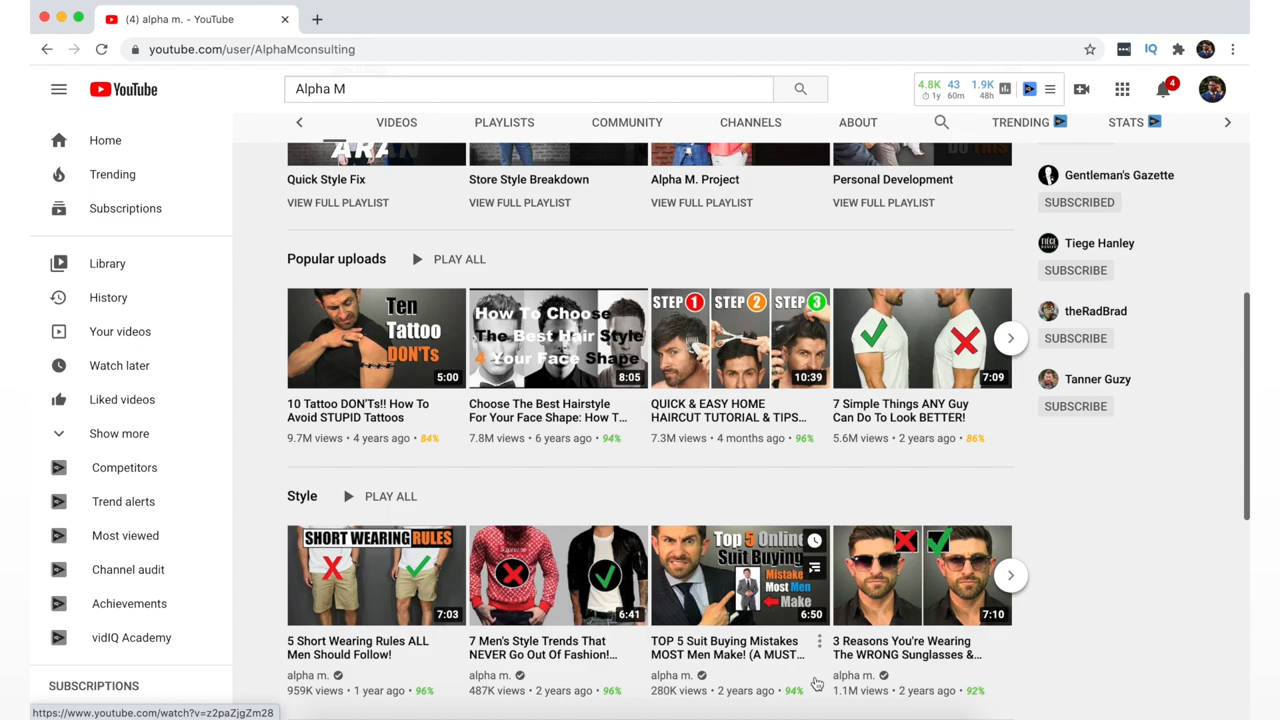 (4) alpha m. - YouTube
youtube.com/user/AlphaMconsulting
IQ
YouTube
Alpha M
4.8K 43 1.9K
1y 60m 48h
4
VIDEOS PLAYLISTS COMMUNITY CHANNELS ABOUT TRENDING STATS
Home
Trending
Subscriptions
Library
History
Your videos
Watch later
Liked videos
Show more
Competitors
Trend alerts
Most viewed
Channel audit
Achievements
vidIQ Academy
SUBSCRIPTIONS
https://www.youtube.com/watch?v=z2paZjgZm28
Quick Style Fix
VIEW FULL PLAYLIST
Store Style Breakdown
VIEW FULL PLAYLIST
Alpha M. Project
VIEW FULL PLAYLIST
DO THIS
Personal Development
VIEW FULL PLAYLIST
Popular uploads PLAY ALL
Ten
Tattoo
DON'Ts
5:00
10 Tattoo DON'Ts!! How To
Avoid STUPID Tattoos
9.7M views • 4 years ago • 84%
How To Choose
The Best Hair Style
4 Your Face Shape
8:05
Choose The Best Hairstyle
For Your Face Shape: How T...
7.8M views • 6 years ago • 94%
STEP 1 STEP 2 STEP 3
10:39
QUICK & EASY HOME
HAIRCUT TUTORIAL & TIPS...
7.3M views • 4 months ago • 96%
7:09
7 Simple Things ANY Guy
Can Do To Look BETTER!
5.6M views • 2 years ago • 86%
Style PLAY ALL
SHORT WEARING RULES
7:03
5 Short Wearing Rules ALL
Men Should Follow!
alpha m.
959K views • 1 year ago • 96%
Supreme
6:41
7 Men's Style Trends That
NEVER Go Out Of Fashion!...
alpha m.
487K views • 2 years ago • 96%
Top 5 Online
Suit Buying
Mistakes
Most Men
Make
6:50
TOP 5 Suit Buying Mistakes
MOST Men Make! (A MUST...
alpha m.
280K views • 2 years ago • 94%
7:10
3 Reasons You're Wearing
The WRONG Sunglasses &...
alpha m.
1.1M views • 2 years ago • 92%
Gentleman's Gazette
SUBSCRIBED
Tiege Hanley
SUBSCRIBE
theRadBrad
SUBSCRIBE
Tanner Guzy
SUBSCRIBE